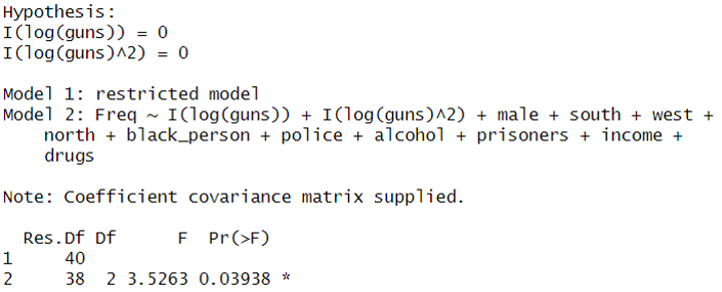 Hypothesis:
I(log(guns)) = 0
I(log(guns)^2) = 0
Model 1: restricted model
Model 2: Freq ~ I(log(guns)) + I(log(guns)^2) + male + south + west +
    north + black_person + police + alcohol + prisoners + income +
    drugs
Note: Coefficient covariance matrix supplied.
  Res.Df Df      F  Pr(>F)
1     40
2     38  2 3.5263 0.03938 *